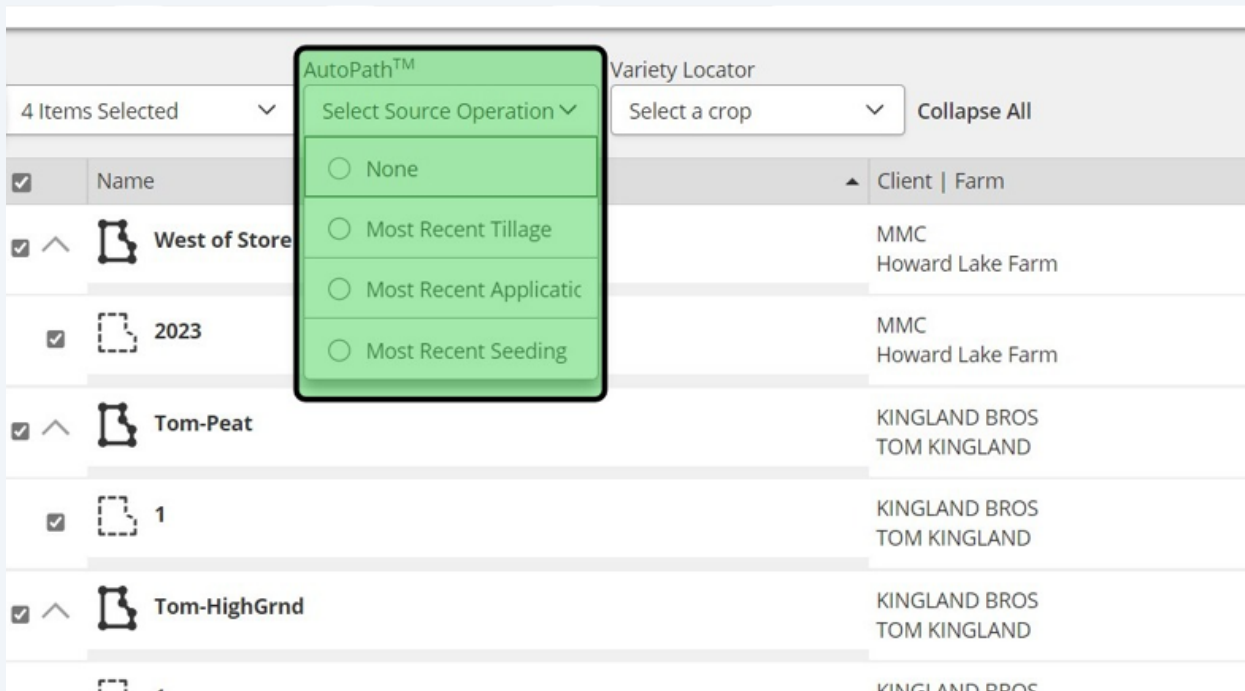 AutoPath™
Variety Locator
4 Items Selected
Select Source Operation
Select a crop
Collapse All
None
Most Recent Tillage
Most Recent Applicatic
Most Recent Seeding
Name
Client | Farm
West of Store
MMC
Howard Lake Farm
2023
MMC
Howard Lake Farm
Tom-Peat
KINGLAND BROS
TOM KINGLAND
1
KINGLAND BROS
TOM KINGLAND
Tom-HighGrnd
KINGLAND BROS
TOM KINGLAND
KINGLAND BROS